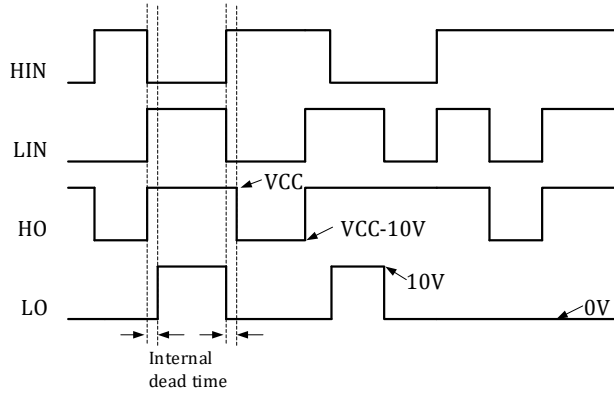 HIN
LIN
VCC
HO
VCC-10V
10V
LO
0V
Internal
dead time